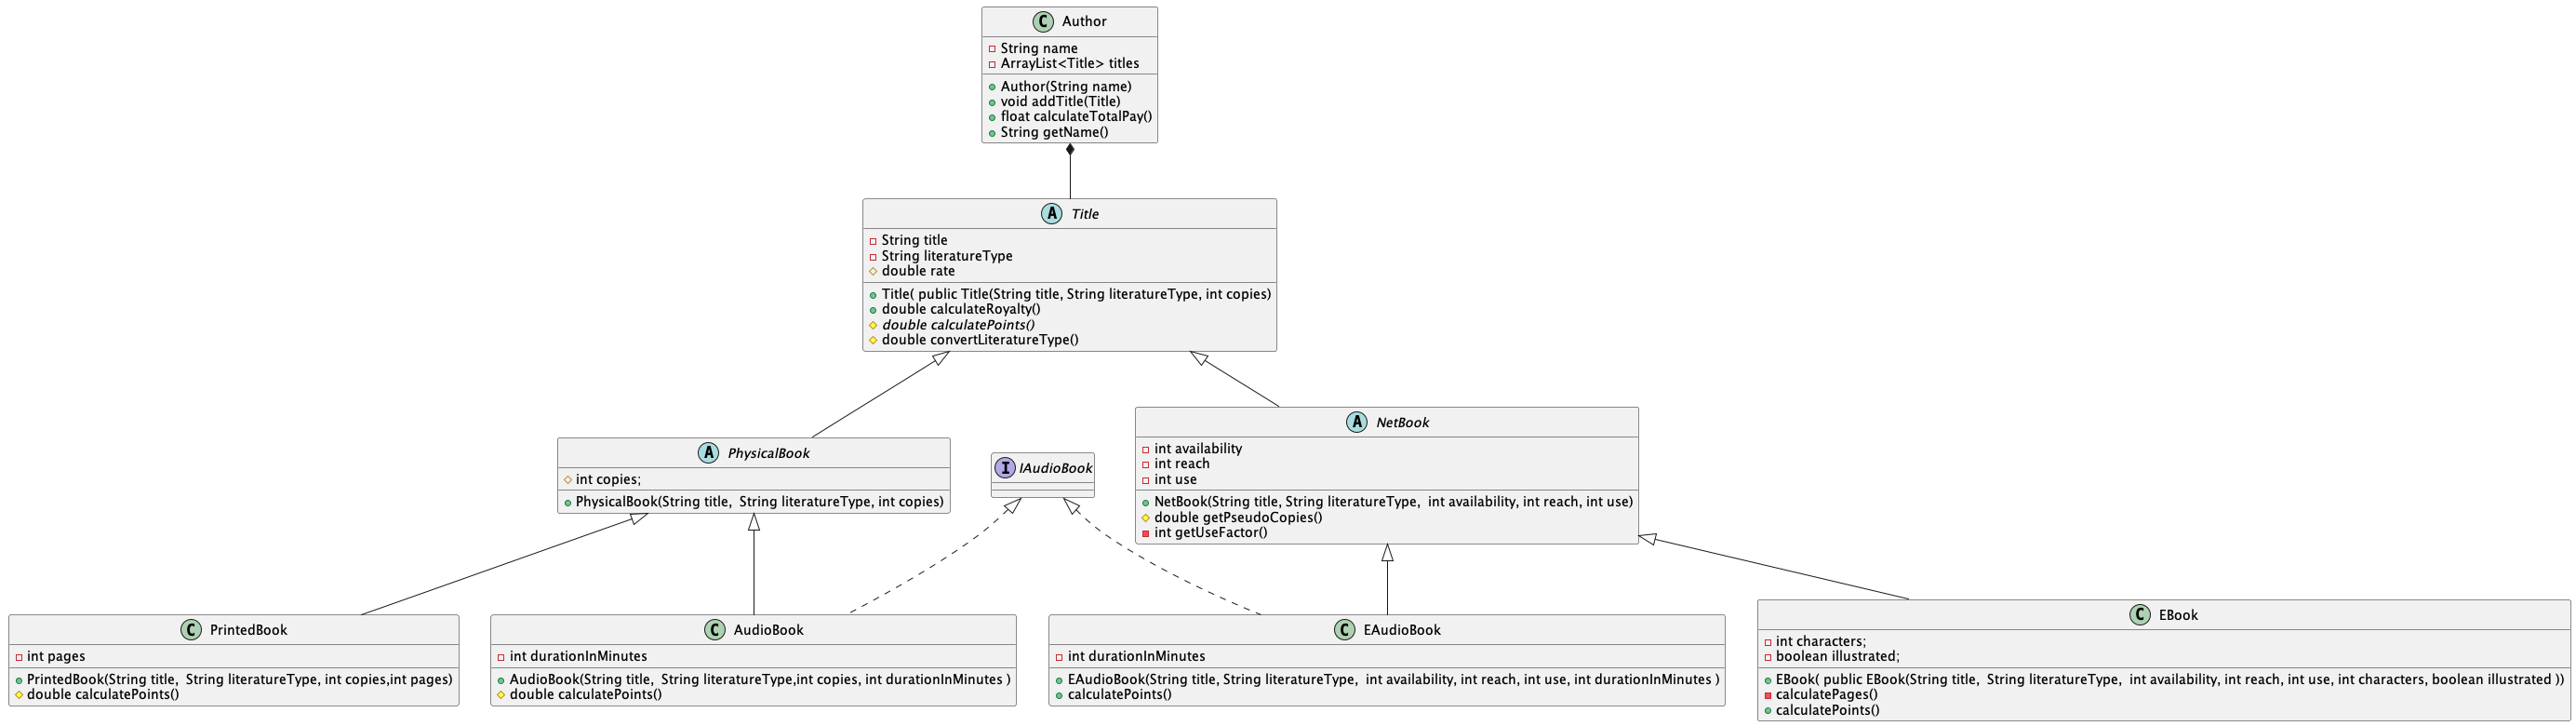 C Author
String name
ArrayList<Title> titles
Author(String name)
void addTitle(Title)
float calculateTotalPay()
String getName()
A Title
String title
String literatureType
double rate
Title( public Title(String title, String literatureType, int copies)
double calculateRoyalty()
double calculatePoints()
double convertLiteratureType()
A PhysicalBook
int copies;
PhysicalBook(String title,  String literatureType, int copies)
I IAudioBook
A NetBook
int availability
int reach
int use
NetBook(String title, String literatureType,  int availability, int reach, int use)
double getPseudoCopies()
int getUseFactor()
C PrintedBook
int pages
PrintedBook(String title,  String literatureType, int copies,int pages)
double calculatePoints()
C AudioBook
int durationInMinutes
AudioBook(String title,  String literatureType,int copies, int durationInMinutes )
double calculatePoints()
C EAudioBook
int durationInMinutes
EAudioBook(String title, String literatureType,  int availability, int reach, int use, int durationInMinutes )
calculatePoints()
C EBook
int characters;
boolean illustrated;
EBook( public EBook(String title,  String literatureType,  int availability, int reach, int use, int characters, boolean illustrated ))
calculatePages()
calculatePoints()